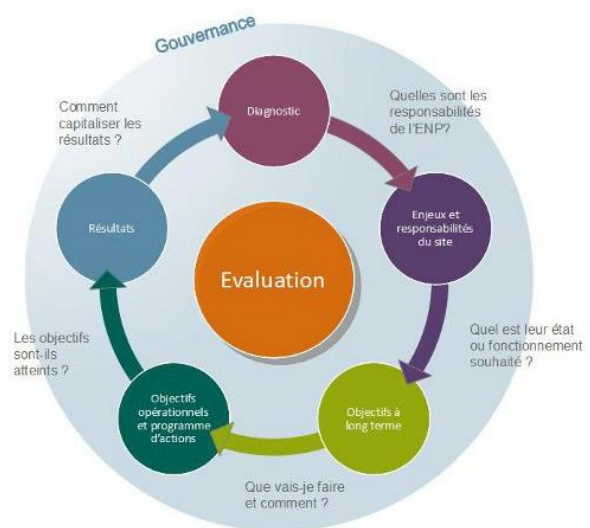 Gouvernance
Diagnostic
Comment
capitaliser les
résultats ?
Quelles sont les
responsabilités
de l'ENP?
Résultats
Enjeux et
responsabilités
du site
Evaluation
Quel est leur état
ou fonctionnement
souhaité ?
Les objectifs
sont-ils
atteints ?
Objectifs
opérationnels
et programme
d'actions
Objectifs à
long terme
Que vais-je faire
et comment ?